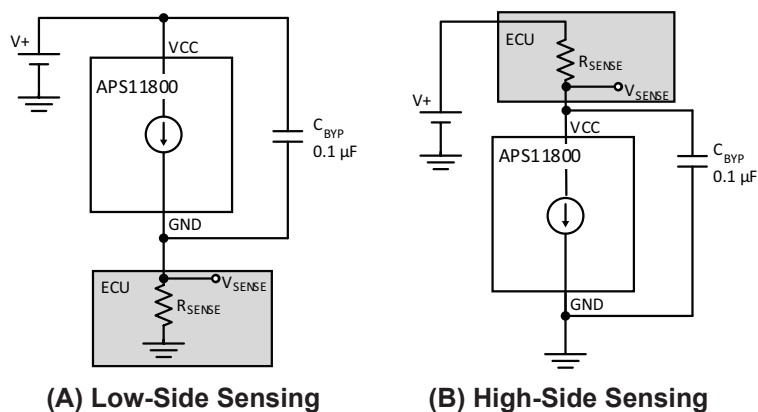 V+
VCC
APS11800
C_BYP
0.1 µF
GND
ECU
V_SENSE
R_SENSE
(A) Low-Side Sensing
ECU
R_SENSE
V_SENSE
V+
VCC
APS11800
C_BYP
0.1 µF
GND
(B) High-Side Sensing